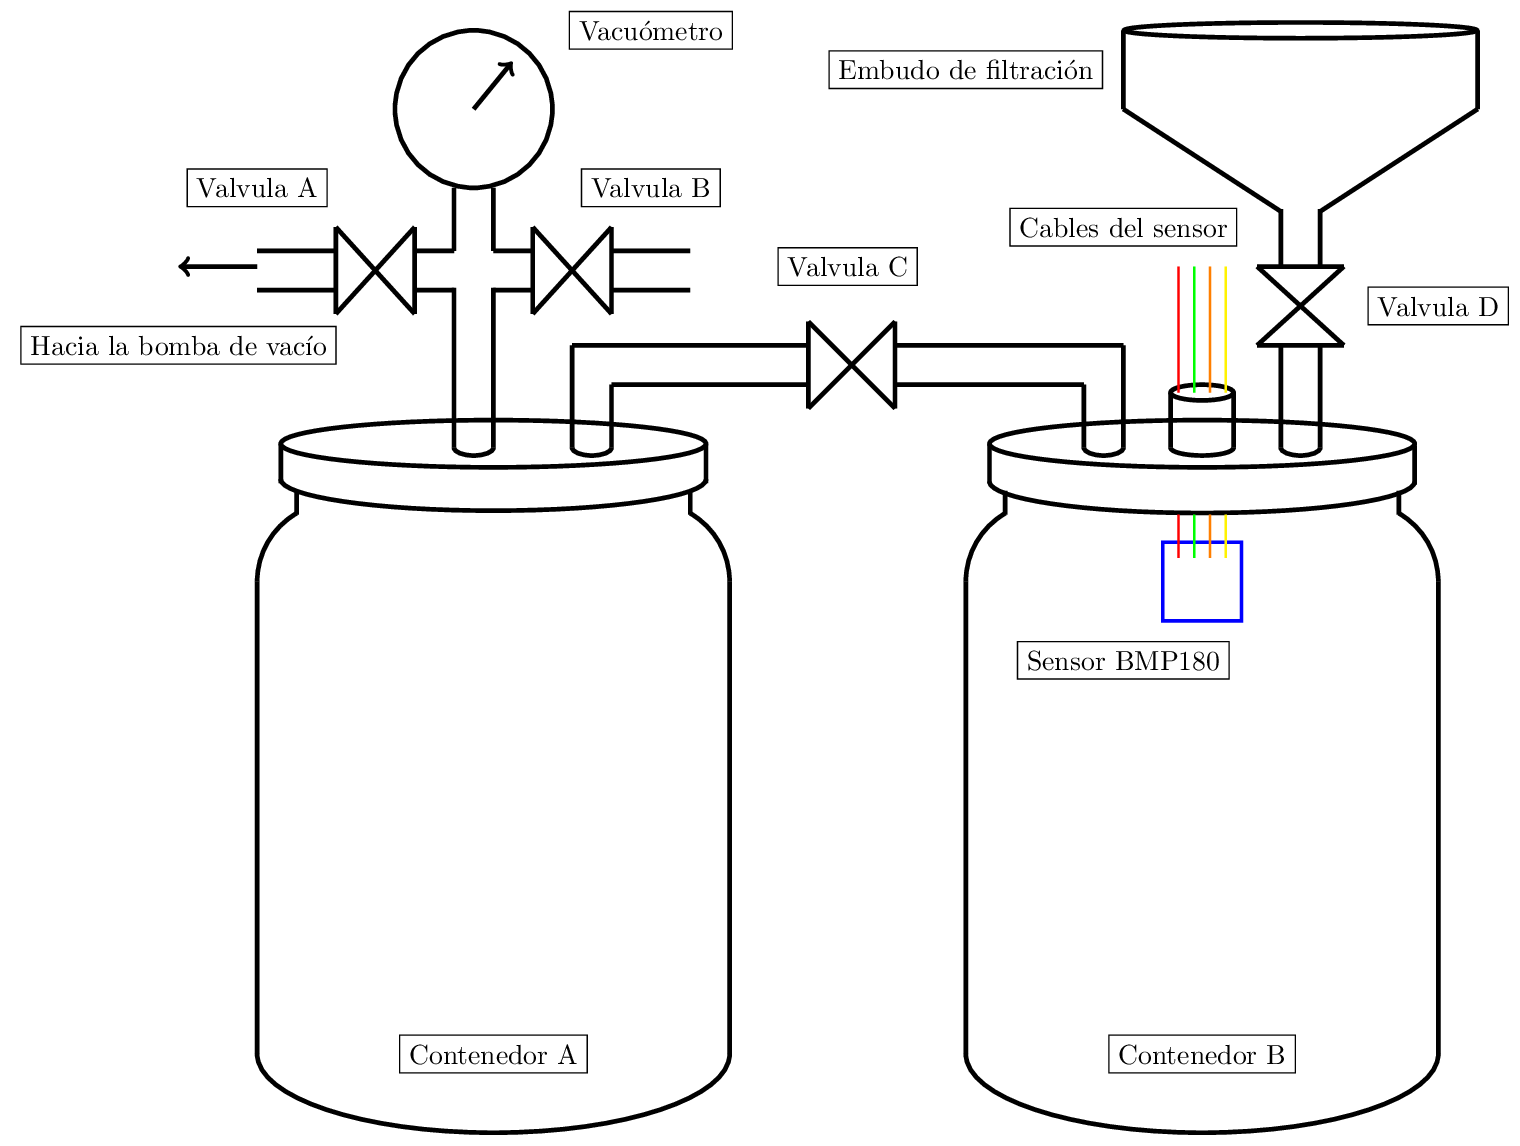 Vacuómetro
Embudo de filtración
Valvula A
Valvula B
Cables del sensor
Valvula C
Valvula D
Hacia la bomba de vacío
Sensor BMP180
Contenedor A
Contenedor B